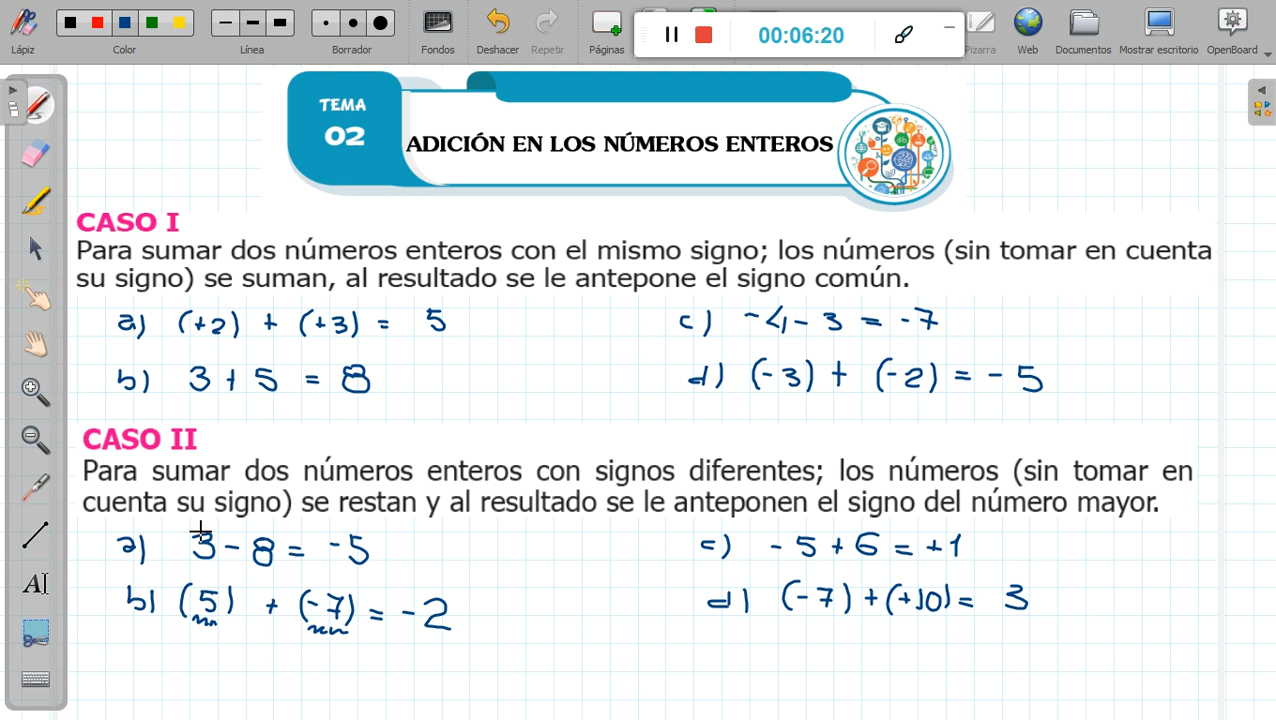 Lápiz
Color
Línea
Borrador
Fondos
Deshacer
Repetir
Páginas
00:06:20
Pizarra
Web
Documentos
Mostrar escritorio
OpenBoard
TEMA
02
ADICIÓN EN LOS NÚMEROS ENTEROS
CASO I
Para sumar dos números enteros con el mismo signo; los números (sin tomar en cuenta
su signo) se suman, al resultado se le antepone el signo común.
a) (+2) + (+3) = 5
c) -4 - 3 = -7
b) 3 + 5 = 8
d) (-3) + (-2) = - 5
CASO II
Para sumar dos números enteros con signos diferentes; los números (sin tomar en
cuenta su signo) se restan y al resultado se le anteponen el signo del número mayor.
a) 3 - 8 = -5
c) - 5 + 6 = +1
b) (5) + (-7) = -2
d) (-7) + (+10) = 3